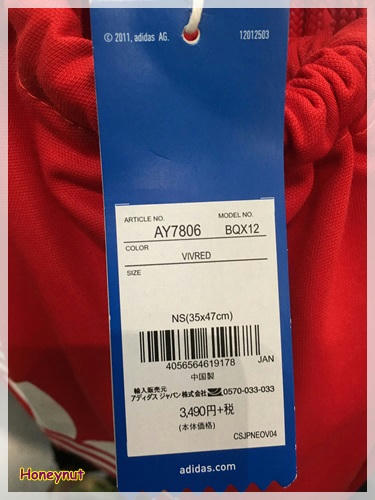 © 2011, adidas AG. 12012503
ARTICLE NO. MODEL NO.
AY7806 BQX12
COLOR
VIVRED
SIZE
NS(35x47cm)
4056564619178 JAN
中国製
輸入販売元
アディダス ジャパン株式会社 0570-033-033
3,490円+税
(本体価格)
CSJPNEOV04
adidas.com
Honeynut